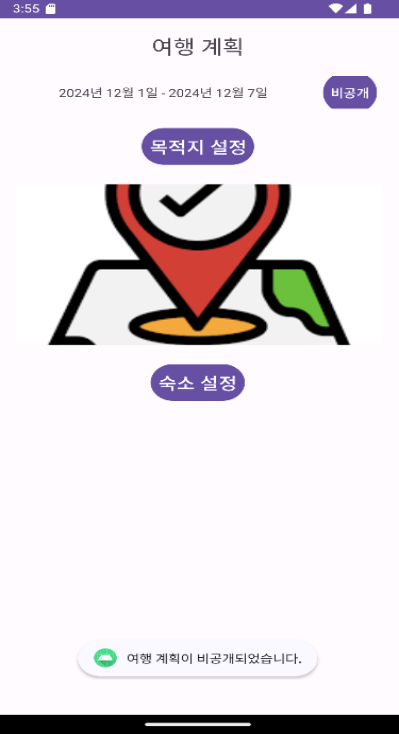 3:55
여행 계획
2024년 12월 1일 - 2024년 12월 7일
비공개
목적지 설정
숙소 설정
여행 계획이 비공개되었습니다.